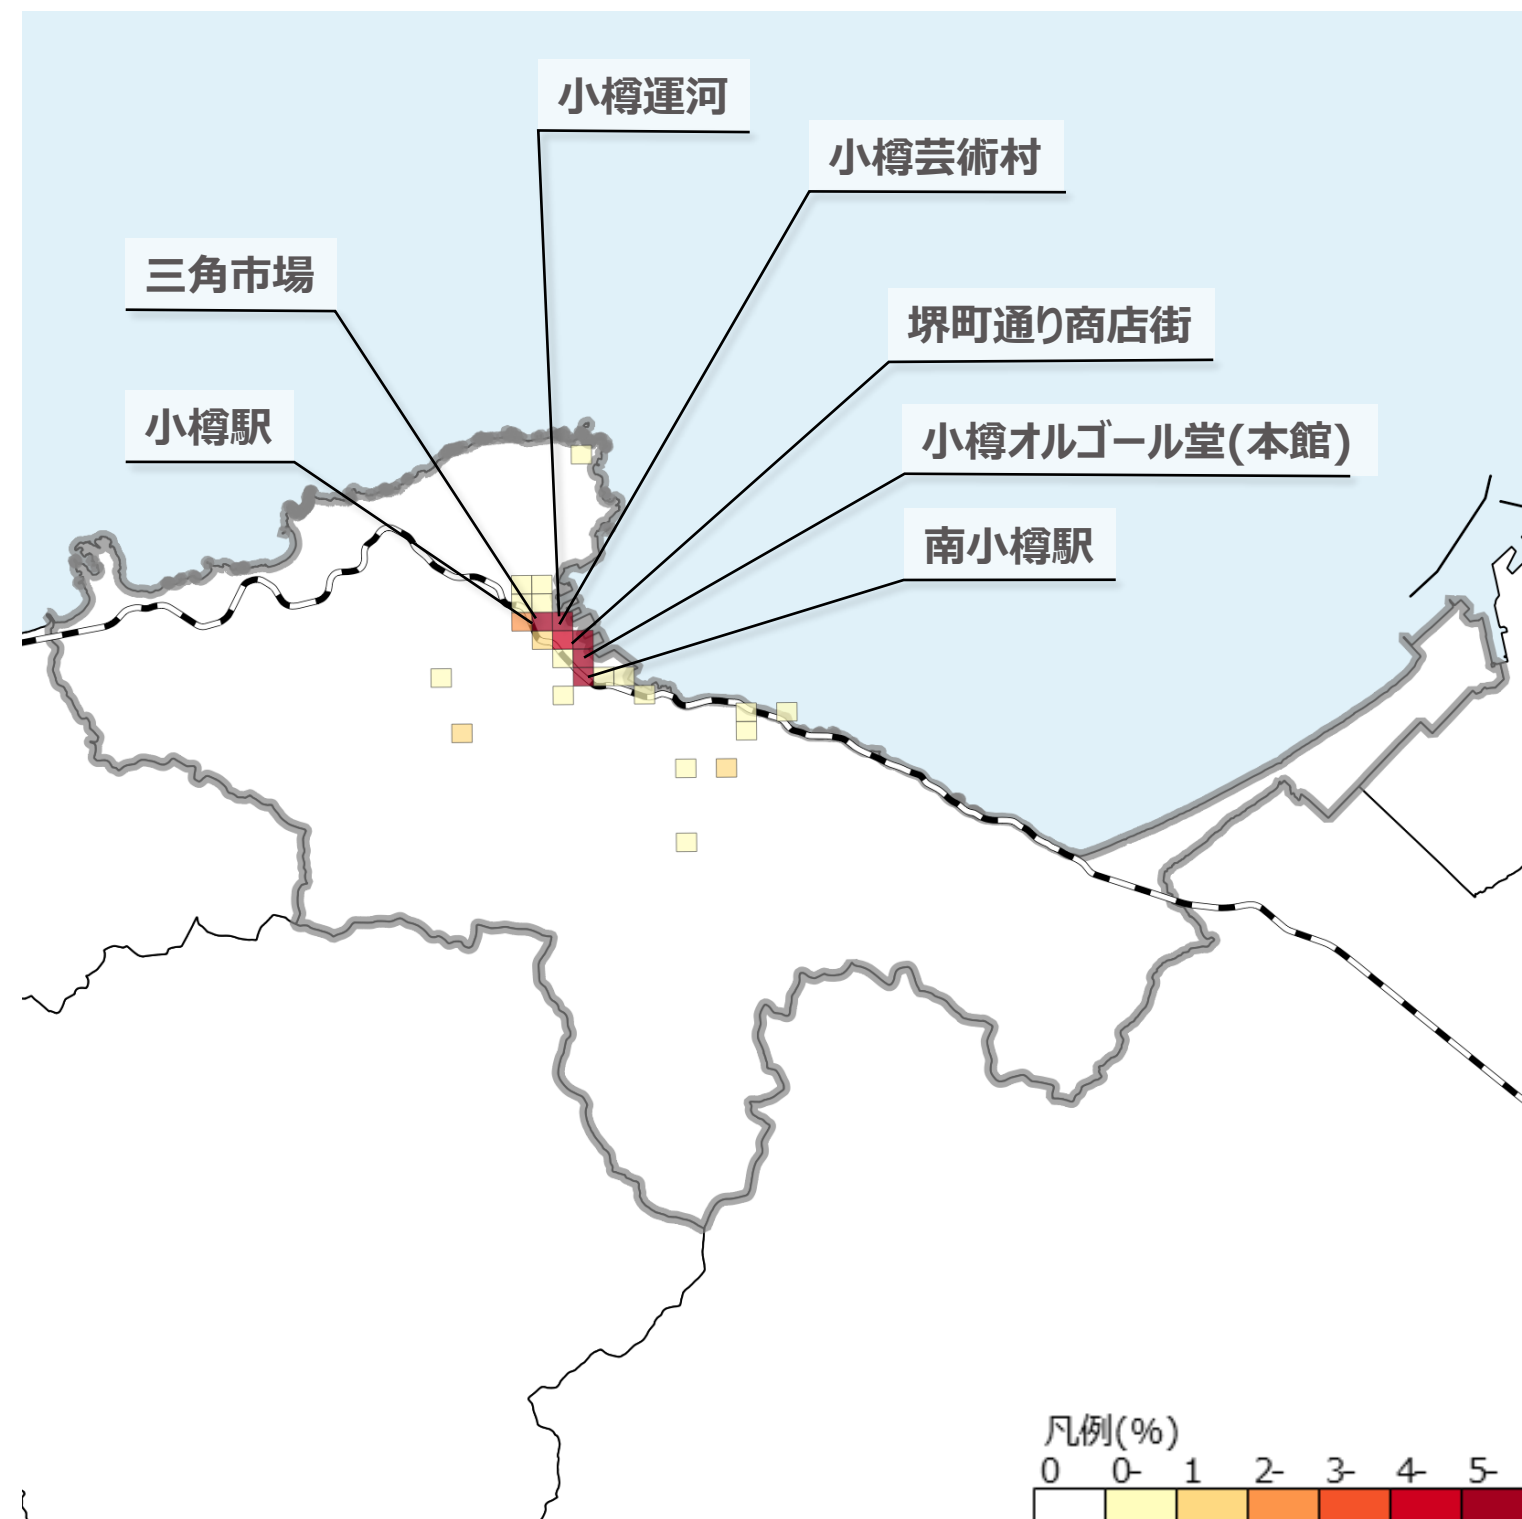 小樽運河
小樽芸術村
三角市場
堺町通り商店街
小樽駅
小樽オルゴール堂(本館)
南小樽駅
凡例(%)
0 0- 1 2- 3- 4- 5-